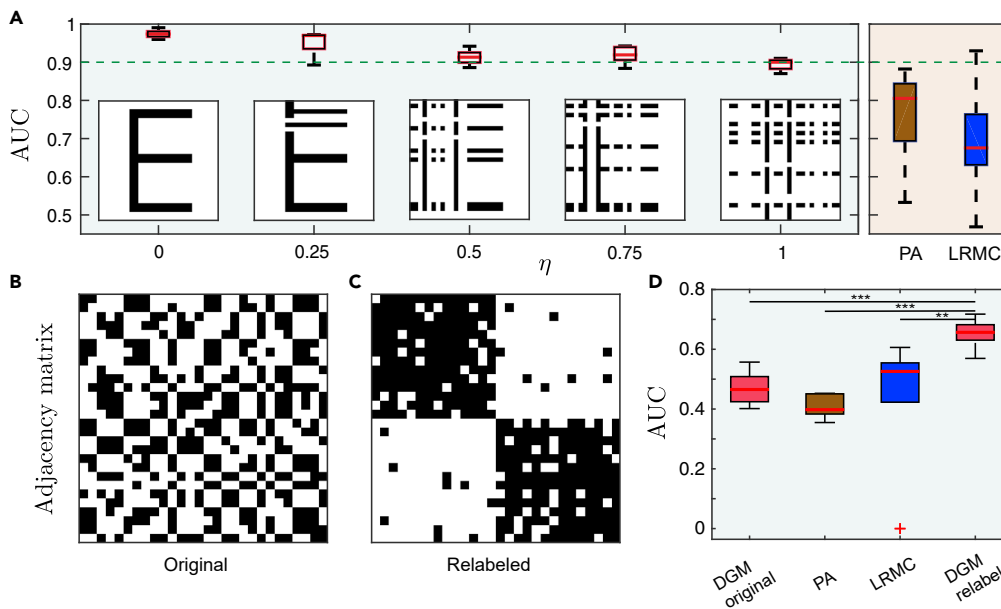 A
AUC
1
0.9
0.8
0.7
0.6
0.5
0
0.25
0.5
0.75
1
η
PA
LRMC
B
Adjacency matrix
Original
C
Relabeled
D
AUC
0.8
0.6
0.4
0.2
0
***
***
**
DGM
original
PA
LRMC
DGM
relabel